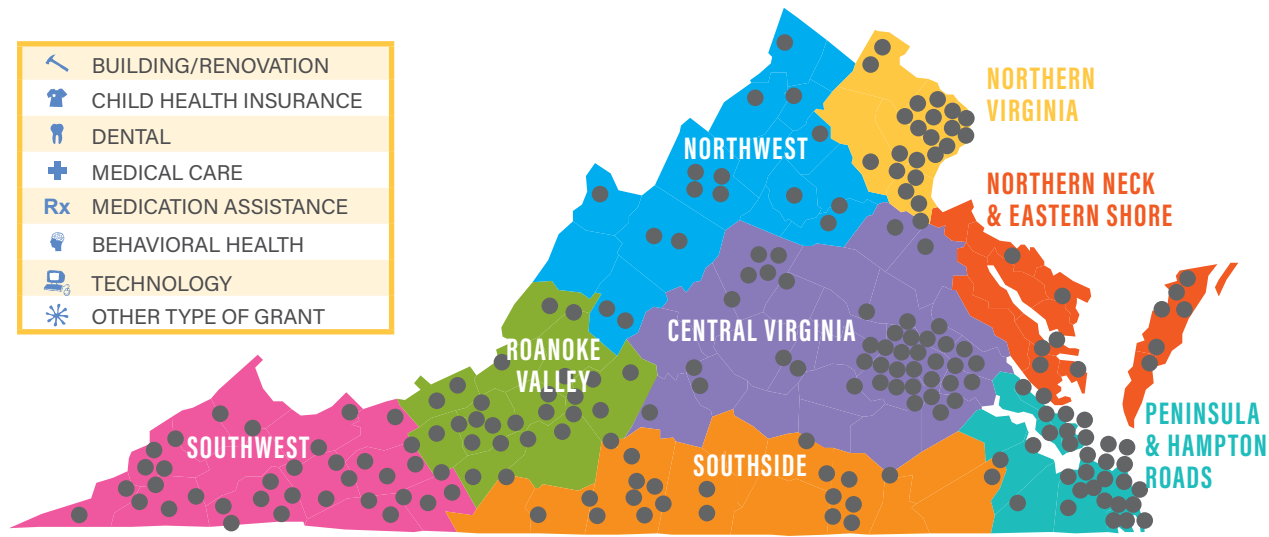 BUILDING/RENOVATION
CHILD HEALTH INSURANCE
DENTAL
MEDICAL CARE
Rx MEDICATION ASSISTANCE
BEHAVIORAL HEALTH
TECHNOLOGY
OTHER TYPE OF GRANT
NORTHERN
VIRGINIA
NORTHWEST
NORTHERN NECK
& EASTERN SHORE
CENTRAL VIRGINIA
ROANOKE
VALLEY
PENINSULA
& HAMPTON
ROADS
SOUTHWEST
SOUTHSIDE